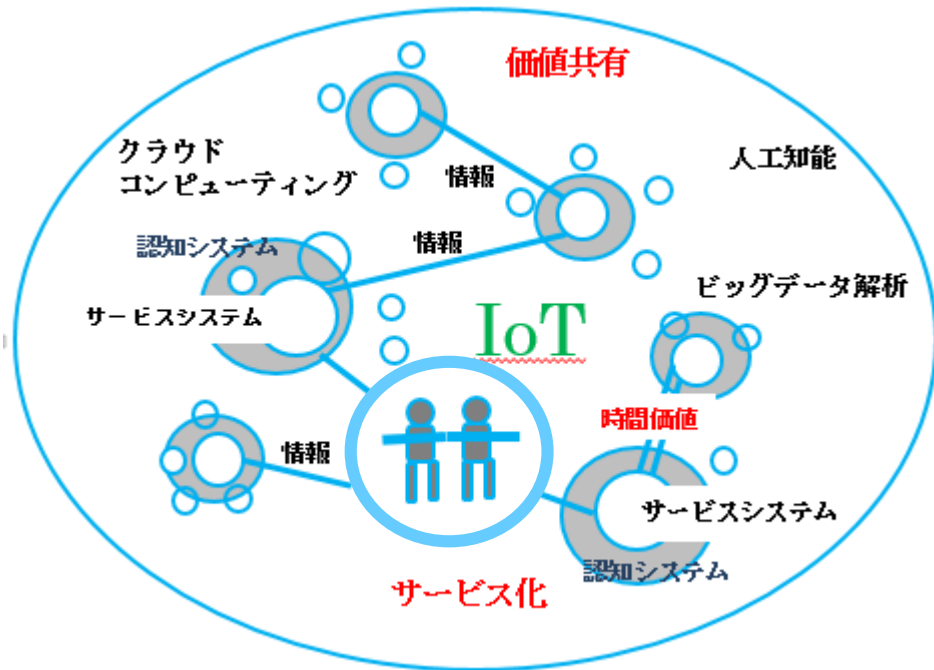 価値共有
クラウド
コンピューティング
人工知能
情報
情報
認知システム
ビッグデータ解析
サービスシステム
IoT
時間価値
情報
サービスシステム
認知システム
サービス化